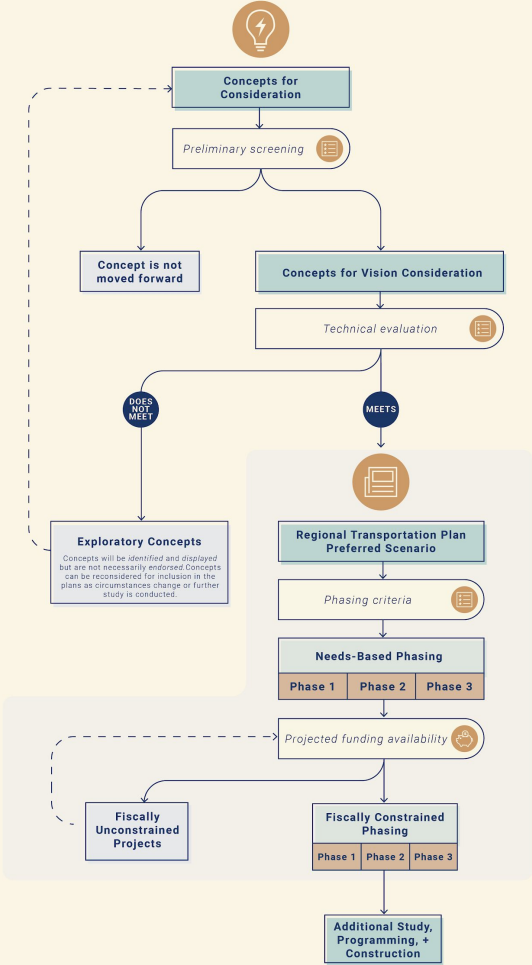 Concepts for
Consideration
Preliminary screening
Concept is not
moved forward
Concepts for Vision Consideration
Technical evaluation
DOES
NOT
MEET
MEETS
Exploratory Concepts
Concepts will be identified and displayed
but are not necessarily endorsed.Concepts
can be reconsidered for inclusion in the
plans as circumstances change or further
study is conducted.
Regional Transportation Plan
Preferred Scenario
Phasing criteria
Needs-Based Phasing
Phase 1 Phase 2 Phase 3
Projected funding availability
Fiscally
Unconstrained
Projects
Fiscally Constrained
Phasing
Phase 1 Phase 2 Phase 3
Additional Study,
Programming, +
Construction